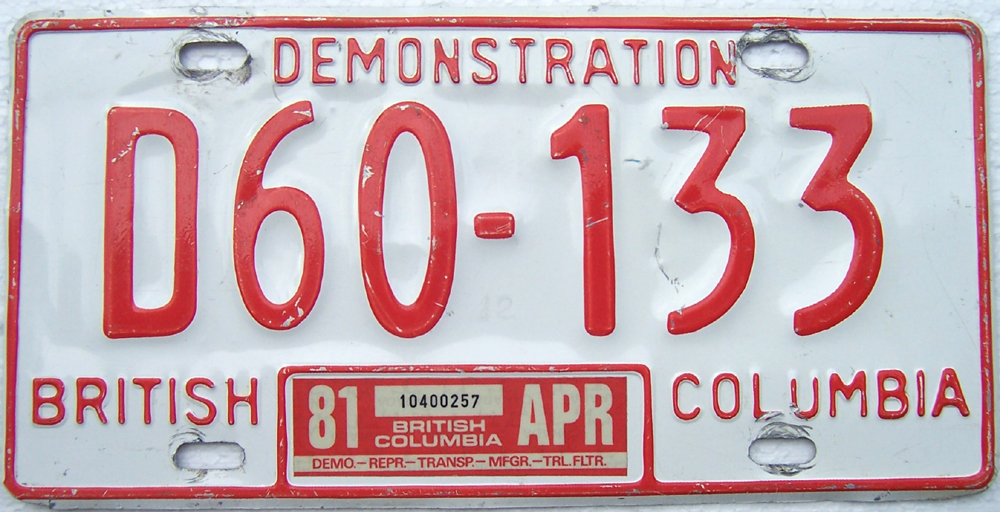 DEMONSTRATION
D60-133
BRITISH COLUMBIA
81 10400257 APR
BRITISH
COLUMBIA
DEMO.-REPR.-TRANSP.-MFGR.-TRL.FLTR.